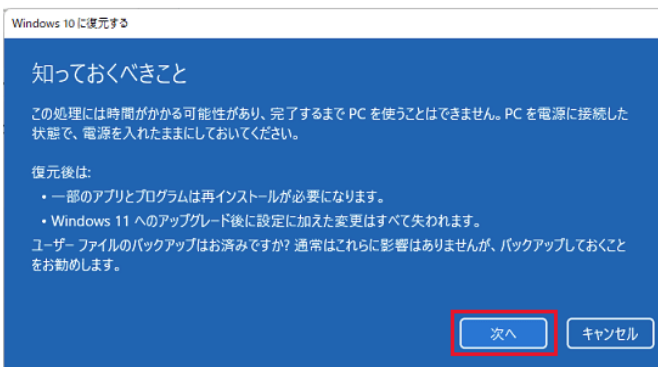 Windows 10 に復元する
知っておくべきこと
この処理には時間がかかる可能性があり、完了するまで PC を使うことはできません。PC を電源に接続した
状態で、電源を入れたままにしておいてください。
復元後は:
• 一部のアプリとプログラムは再インストールが必要になります。
• Windows 11 へのアップグレード後に設定に加えた変更はすべて失われます。
ユーザー ファイルのバックアップはお済みですか? 通常はこれらに影響はありませんが、バックアップしておくこと
をお勧めします。
次へ
キャンセル